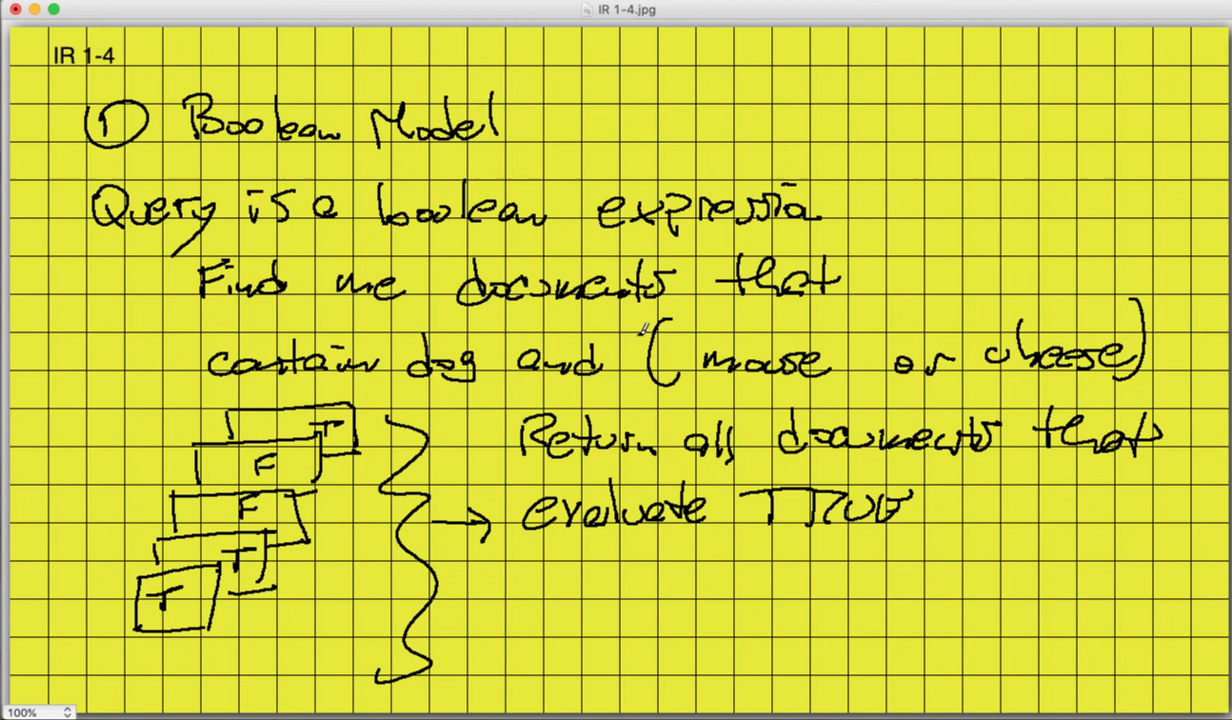 IR 1-4.jpg
IR 1-4
① Boolean Model
Query is a boolean expression
Find me documents that
contain dog and (mouse or cheese)
T
F
F
T
T
Return all documents that
→ evaluate TRUE
100%